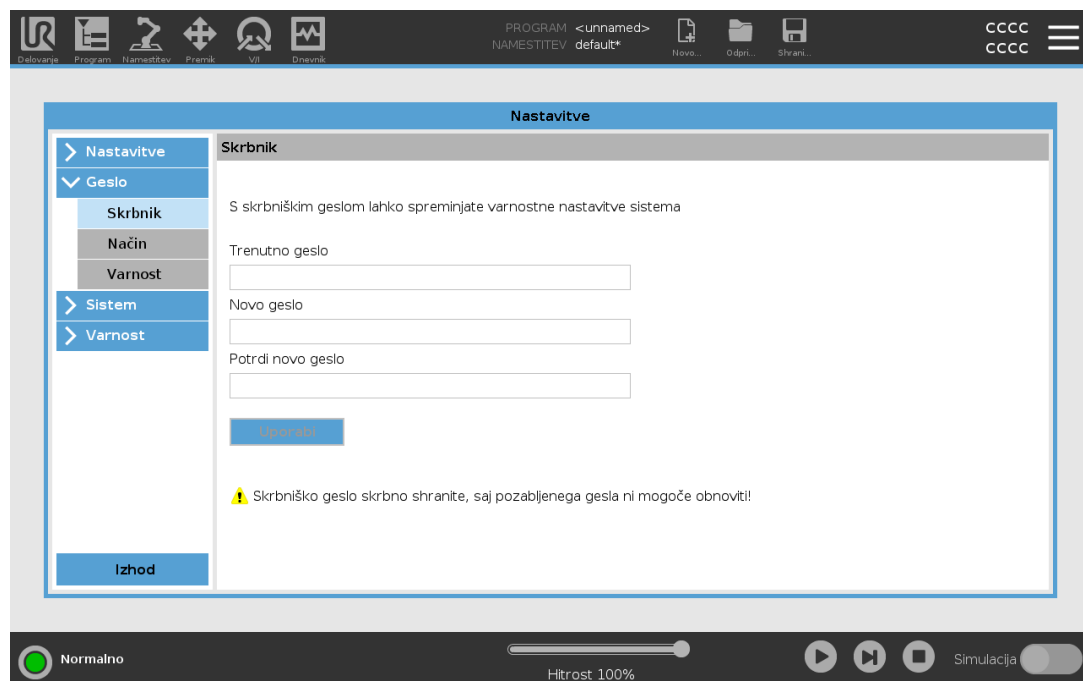 PROGRAM <unnamed>
NAMESTITEV default*
CCCC
CCCC
Delovanje Program Namestitev Premik V/I Dnevnik Novo... Odpri... Shrani...
Nastavitve
Nastavitve
Geslo
Skrbnik
Način
Varnost
Sistem
Varnost
Izhod
Skrbnik
S skrbniškim geslom lahko spreminjate varnostne nastavitve sistema
Trenutno geslo
Novo geslo
Potrdi novo geslo
Uporabi
Skrbniško geslo skrbno shranite, saj pozabljenega gesla ni mogoče obnoviti!
Normalno
Hitrost 100%
Simulacija